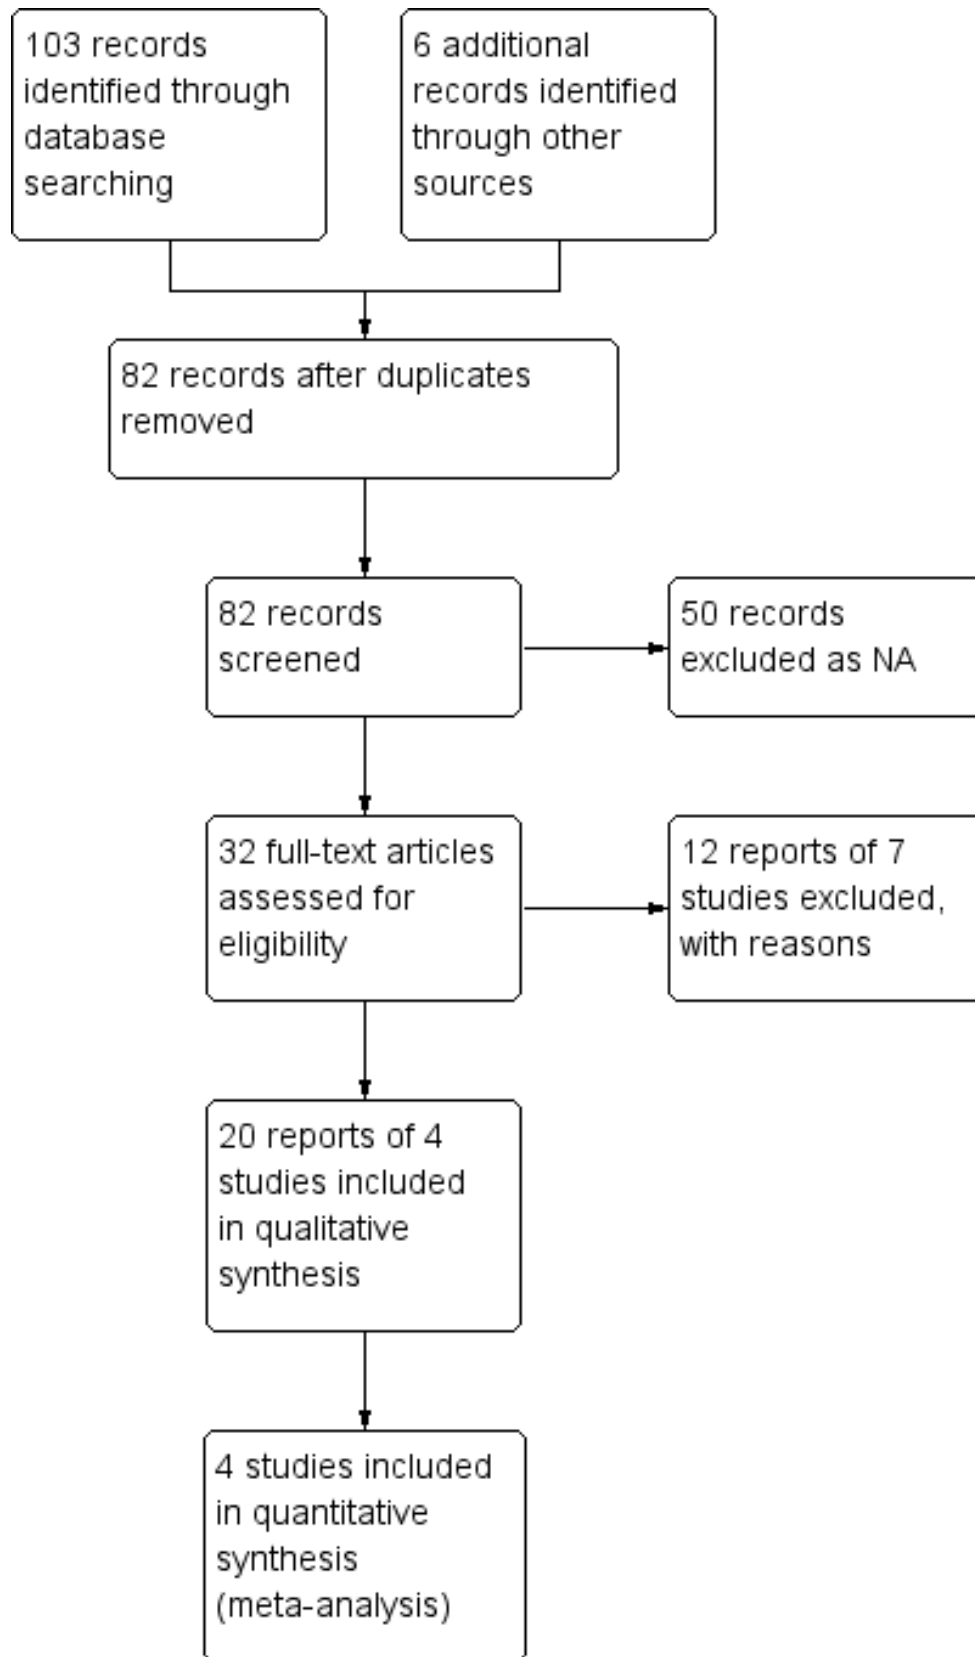 103 records
identified through
database
searching
6 additional
records identified
through other
sources
82 records after duplicates
removed
82 records
screened
50 records
excluded as NA
32 full-text articles
assessed for
eligibility
12 reports of 7
studies excluded,
with reasons
20 reports of 4
studies included
in qualitative
synthesis
4 studies included
in quantitative
synthesis
(meta-analysis)